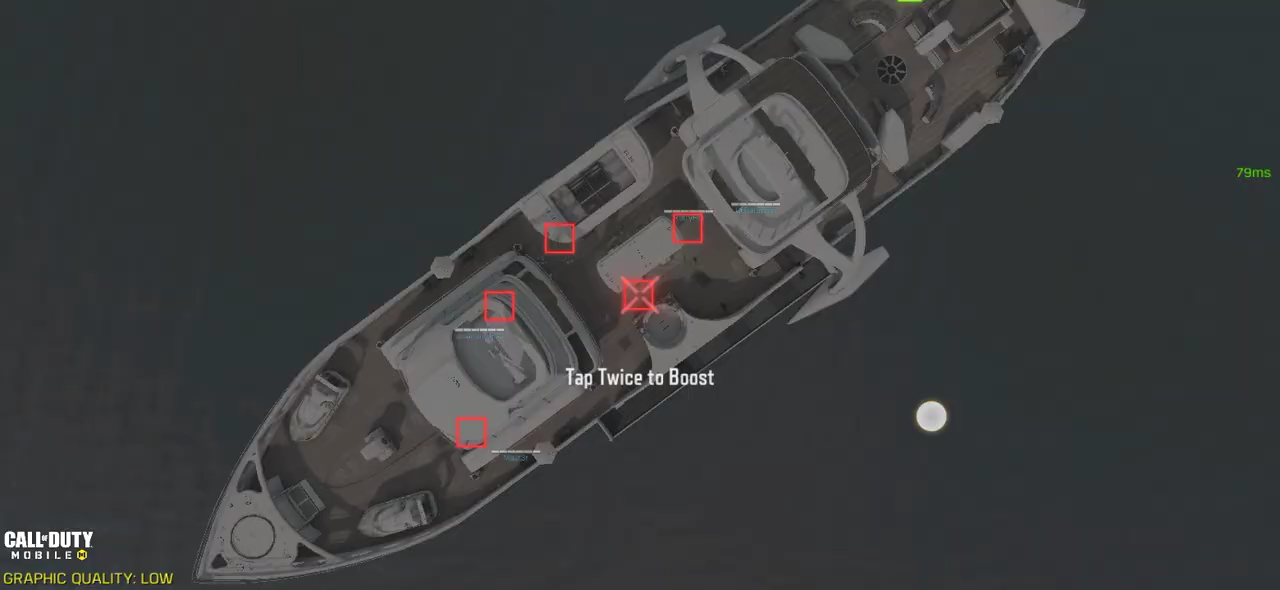 79ms
Tap Twice to Boost
CALL OF DUTY
MOBILE
GRAPHIC QUALITY: LOW